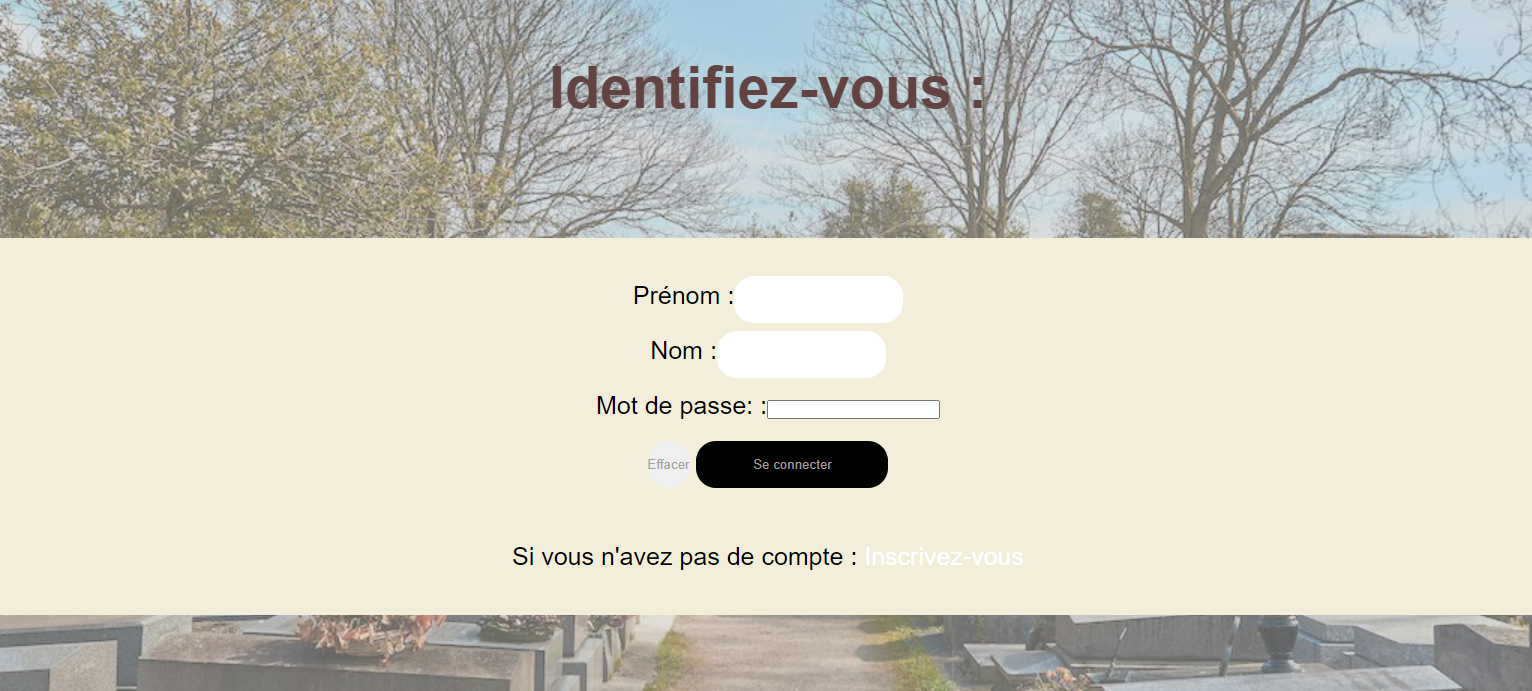 Identifiez-vous :
Prénom :
Nom :
Mot de passe: :
Effacer Se connecter
Si vous n'avez pas de compte : Inscrivez-vous